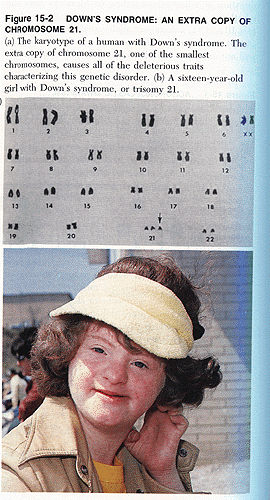 Figure 15-2 DOWN'S SYNDROME: AN EXTRA COPY OF
CHROMOSOME 21.
(a) The karyotype of a human with Down's syndrome. The
extra copy of chromosome 21, one of the smallest
chromosomes, causes all of the deleterious traits
characterizing this genetic disorder. (b) A sixteen-year-old
girl with Down's syndrome, or trisomy 21.
1 2 3 4 5 6 XX
7 8 9 10 11 12
13 14 15 16 17 18
19 20 21 22